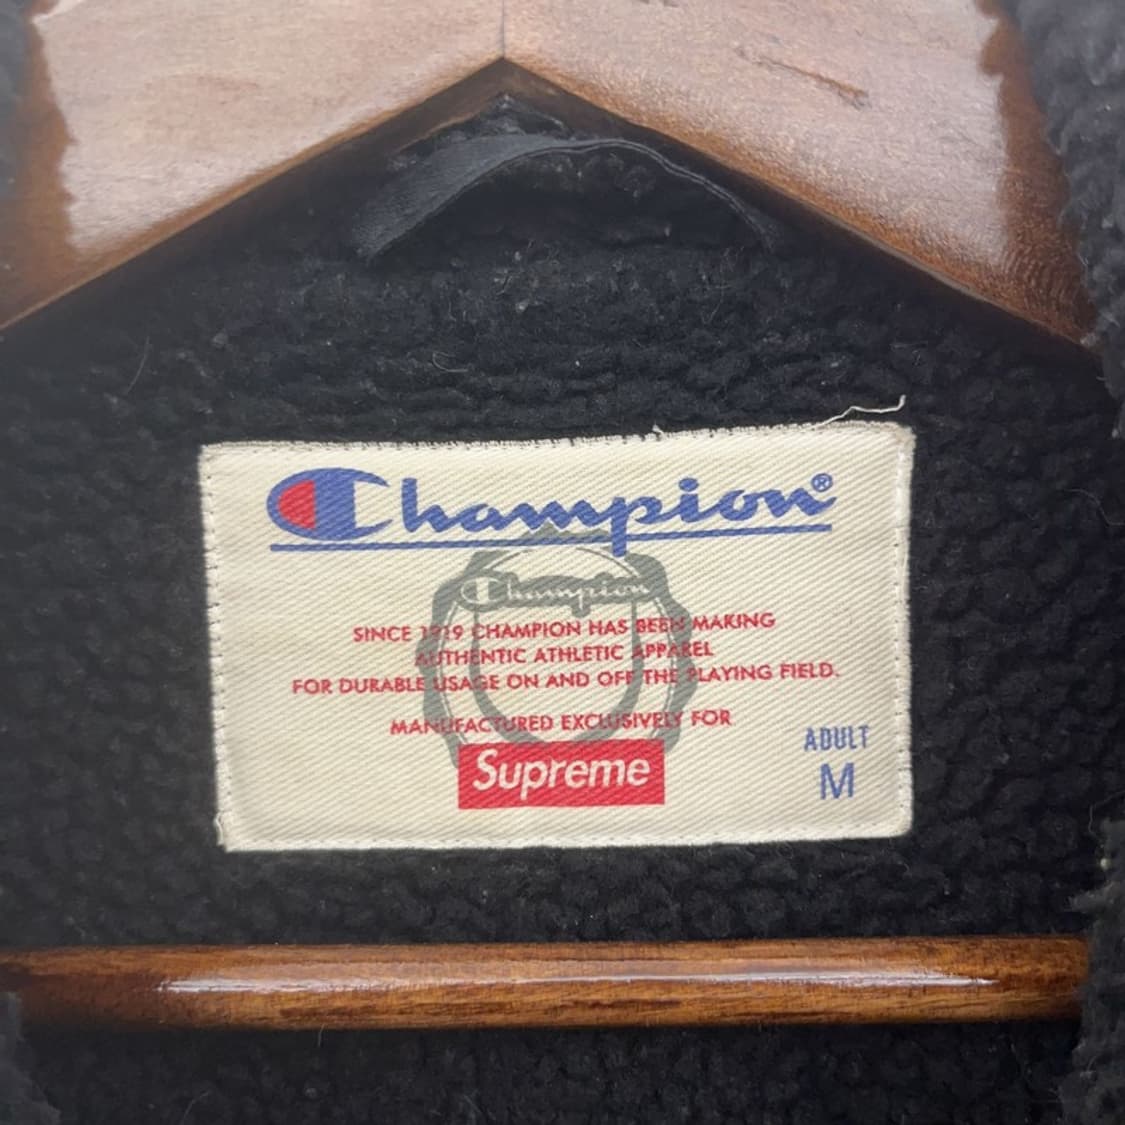 Champion®
Champion
SINCE 1919 CHAMPION HAS BEEN MAKING
AUTHENTIC ATHLETIC APPAREL
FOR DURABLE USAGE ON AND OFF THE PLAYING FIELD.
MANUFACTURED EXCLUSIVELY FOR
Supreme
ADULT
M